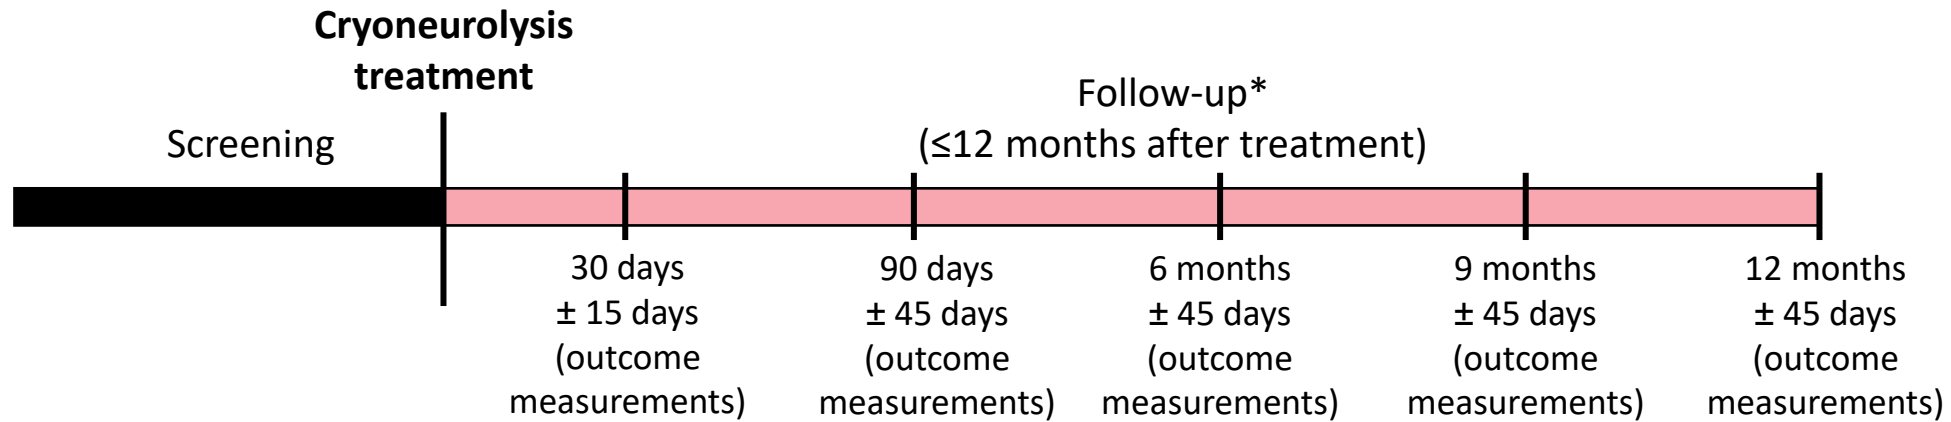 Cryoneurolysis
treatment
Screening
Follow-up*
(≤12 months after treatment)
30 days
± 15 days
(outcome
measurements)
90 days
± 45 days
(outcome
measurements)
6 months
± 45 days
(outcome
measurements)
9 months
± 45 days
(outcome
measurements)
12 months
± 45 days
(outcome
measurements)